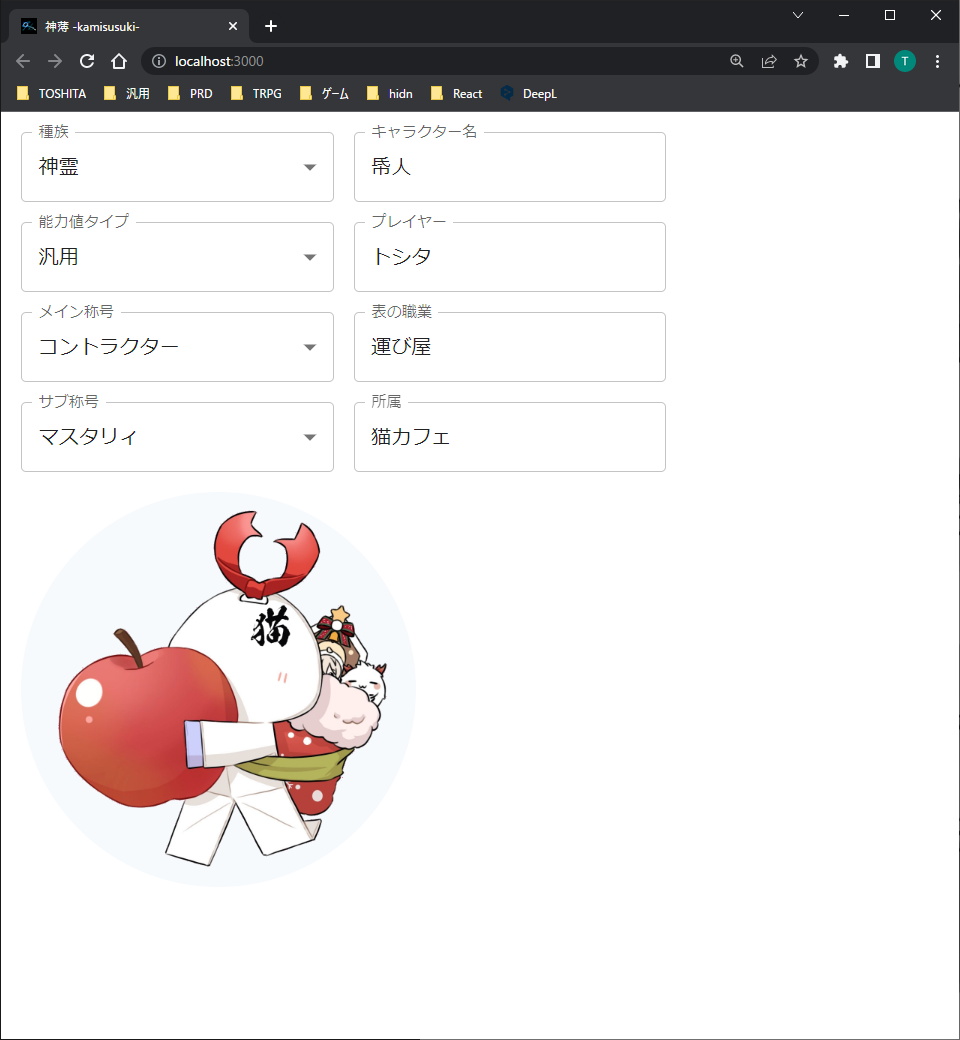 神薄 -kamisusuki-
localhost:3000
T
TOSHITA 汎用 PRD TRPG ゲーム hidn React DeepL
種族
神霊
キャラクター名
帋人
能力値タイプ
汎用
プレイヤー
トシタ
メイン称号
コントラクター
表の職業
運び屋
サブ称号
マスタリィ
所属
猫カフェ
猫